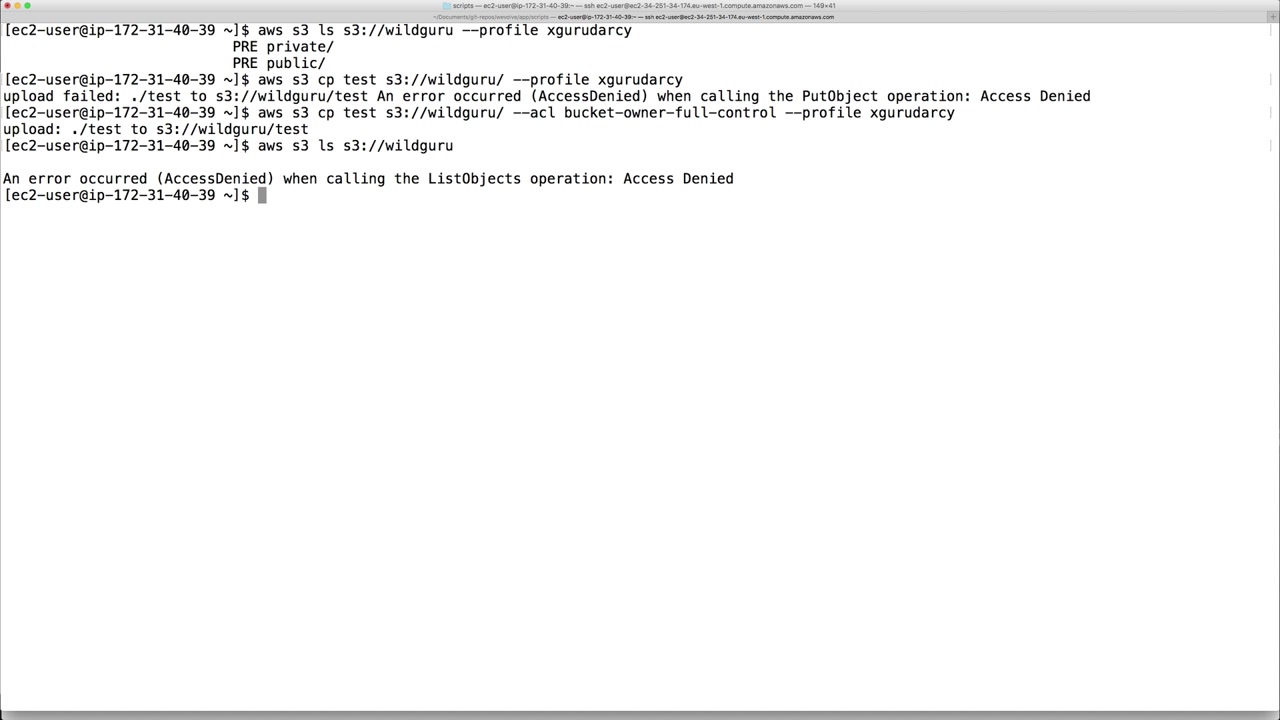 scripts — ec2-user@ip-172-31-40-39:~ — ssh ec2-user@ec2-34-251-34-174.eu-west-1.compute.amazonaws.com — 149×41
~/Documents/git-repos/wexolve/app/scripts — ec2-user@ip-172-31-40-39:~ — ssh ec2-user@ec2-34-251-34-174.eu-west-1.compute.amazonaws.com
[ec2-user@ip-172-31-40-39 ~]$ aws s3 ls s3://wildguru --profile xgurudarcy
PRE private/
PRE public/
[ec2-user@ip-172-31-40-39 ~]$ aws s3 cp test s3://wildguru/ --profile xgurudarcy
upload failed: ./test to s3://wildguru/test An error occurred (AccessDenied) when calling the PutObject operation: Access Denied
[ec2-user@ip-172-31-40-39 ~]$ aws s3 cp test s3://wildguru/ --acl bucket-owner-full-control --profile xgurudarcy
upload: ./test to s3://wildguru/test
[ec2-user@ip-172-31-40-39 ~]$ aws s3 ls s3://wildguru
An error occurred (AccessDenied) when calling the ListObjects operation: Access Denied
[ec2-user@ip-172-31-40-39 ~]$